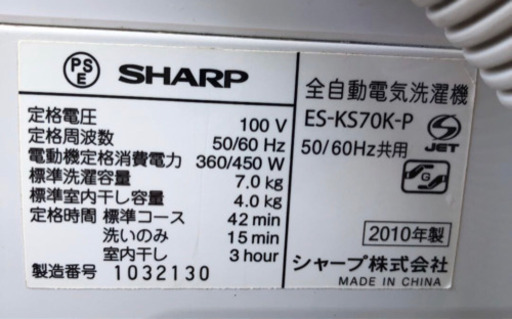 PSE SHARP
定格電圧 100 V
定格周波数 50/60 Hz
電動機定格消費電力 360/450 W
標準洗濯容量 7.0 kg
標準室内干し容量 4.0 kg
定格時間 標準コース 42 min
洗いのみ 15 min
室内干し 3 hour
製造番号 1032130
全自動電気洗濯機
ES-KS70K-P
50/60Hz共用
S JET
G
2010年製
シャープ株式会社
MADE IN CHINA